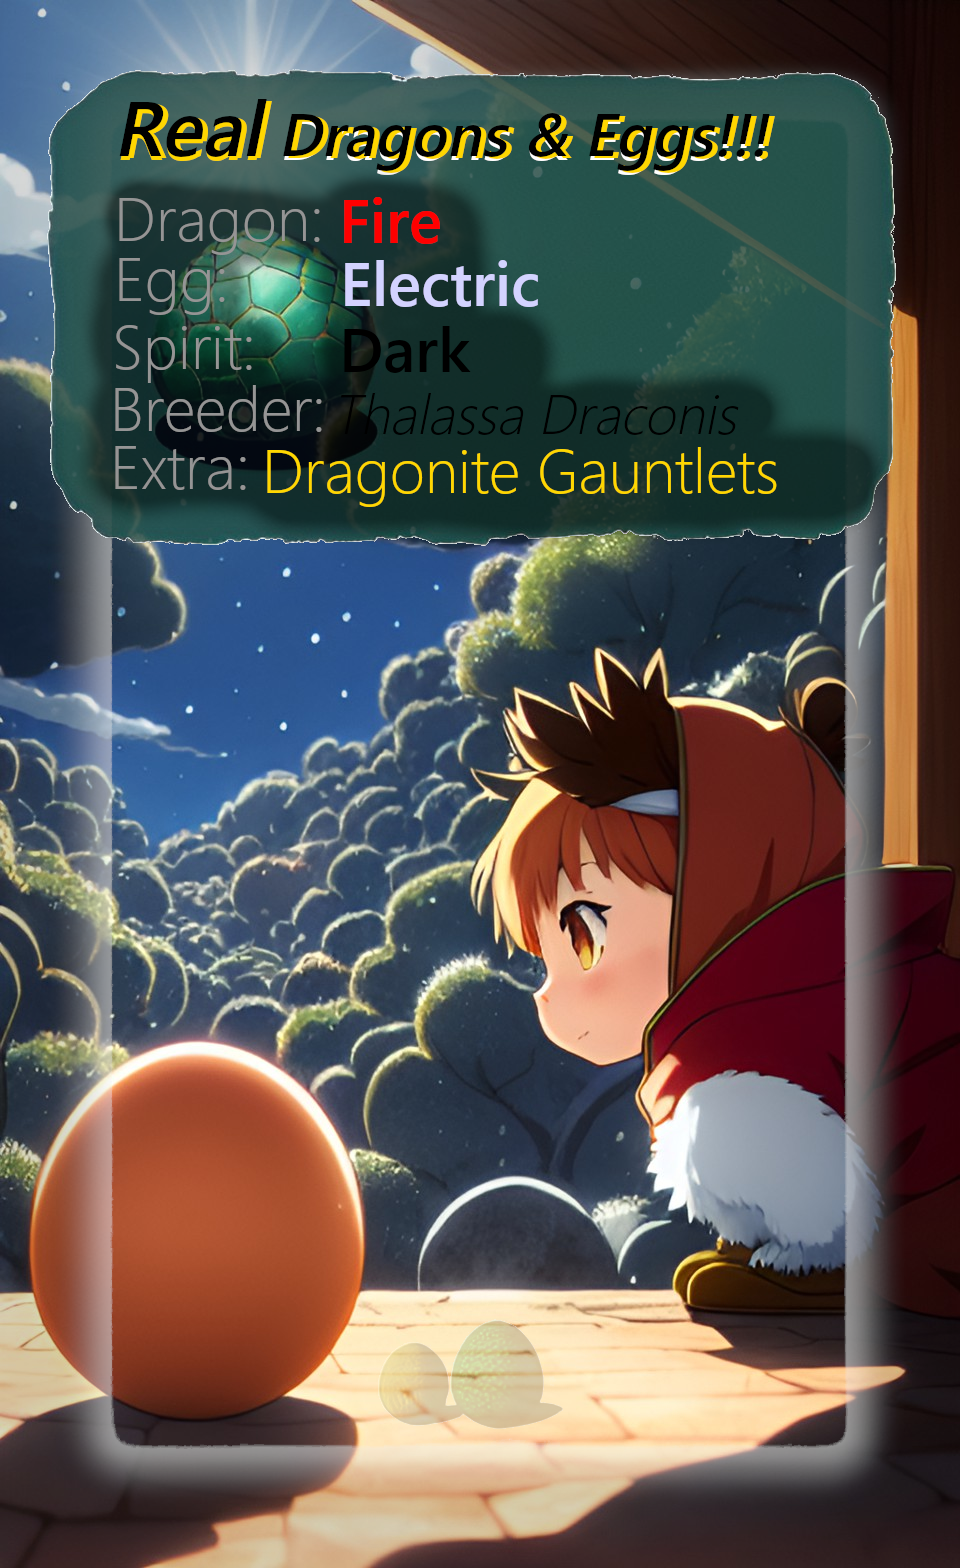 Real Dragons & Eggs!!!
Dragon: Fire
Egg: Electric
Spirit: Dark
Breeder: Thalassa Draconis
Extra: Dragonite Gauntlets